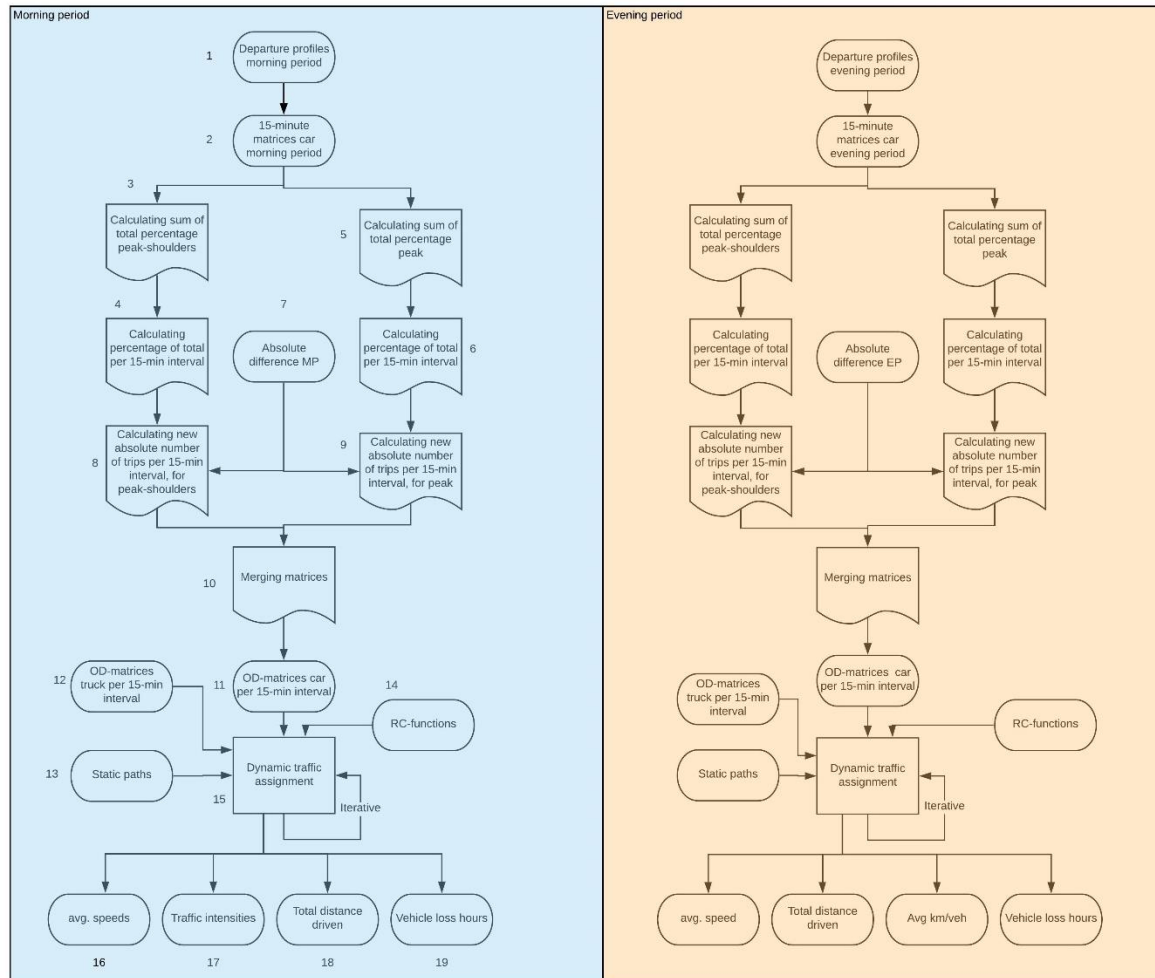 Morning period
1
Departure profiles
morning period
2
15-minute
matrices car
morning period
3
Calculating sum of
total percentage
peak-shoulders
5
Calculating sum of
total percentage
peak
4
Calculating
percentage of total
per 15-min interval
7
Absolute
difference MP
Calculating
percentage of total
per 15-min interval
6
8
Calculating new
absolute number
of trips per 15-min
interval, for
peak-shoulders
9
Calculating new
absolute number
of trips per 15-min
interval, for peak
10
Merging matrices
12
OD-matrices
truck per 15-min
interval
11
OD-matrices car
per 15-min interval
14
RC-functions
13
Static paths
Dynamic traffic
assignment
15
Iterative
avg. speeds
Traffic intensities
Total distance
driven
Vehicle loss hours
16
17
18
19
Evening period
Departure profiles
evening period
15-minute
matrices car
evening period
Calculating sum of
total percentage
peak-shoulders
Calculating sum of
total percentage
peak
Calculating
percentage of total
per 15-min interval
Absolute
difference EP
Calculating
percentage of total
per 15-min interval
Calculating new
absolute number
of trips per 15-min
interval, for
peak-shoulders
Calculating new
absolute number
of trips per 15-min
interval, for peak
Merging matrices
OD-matrices
truck per 15-min
interval
OD-matrices car
per 15-min interval
RC-functions
Static paths
Dynamic traffic
assignment
Iterative
avg. speed
Total distance
driven
Avg km/veh
Vehicle loss hours